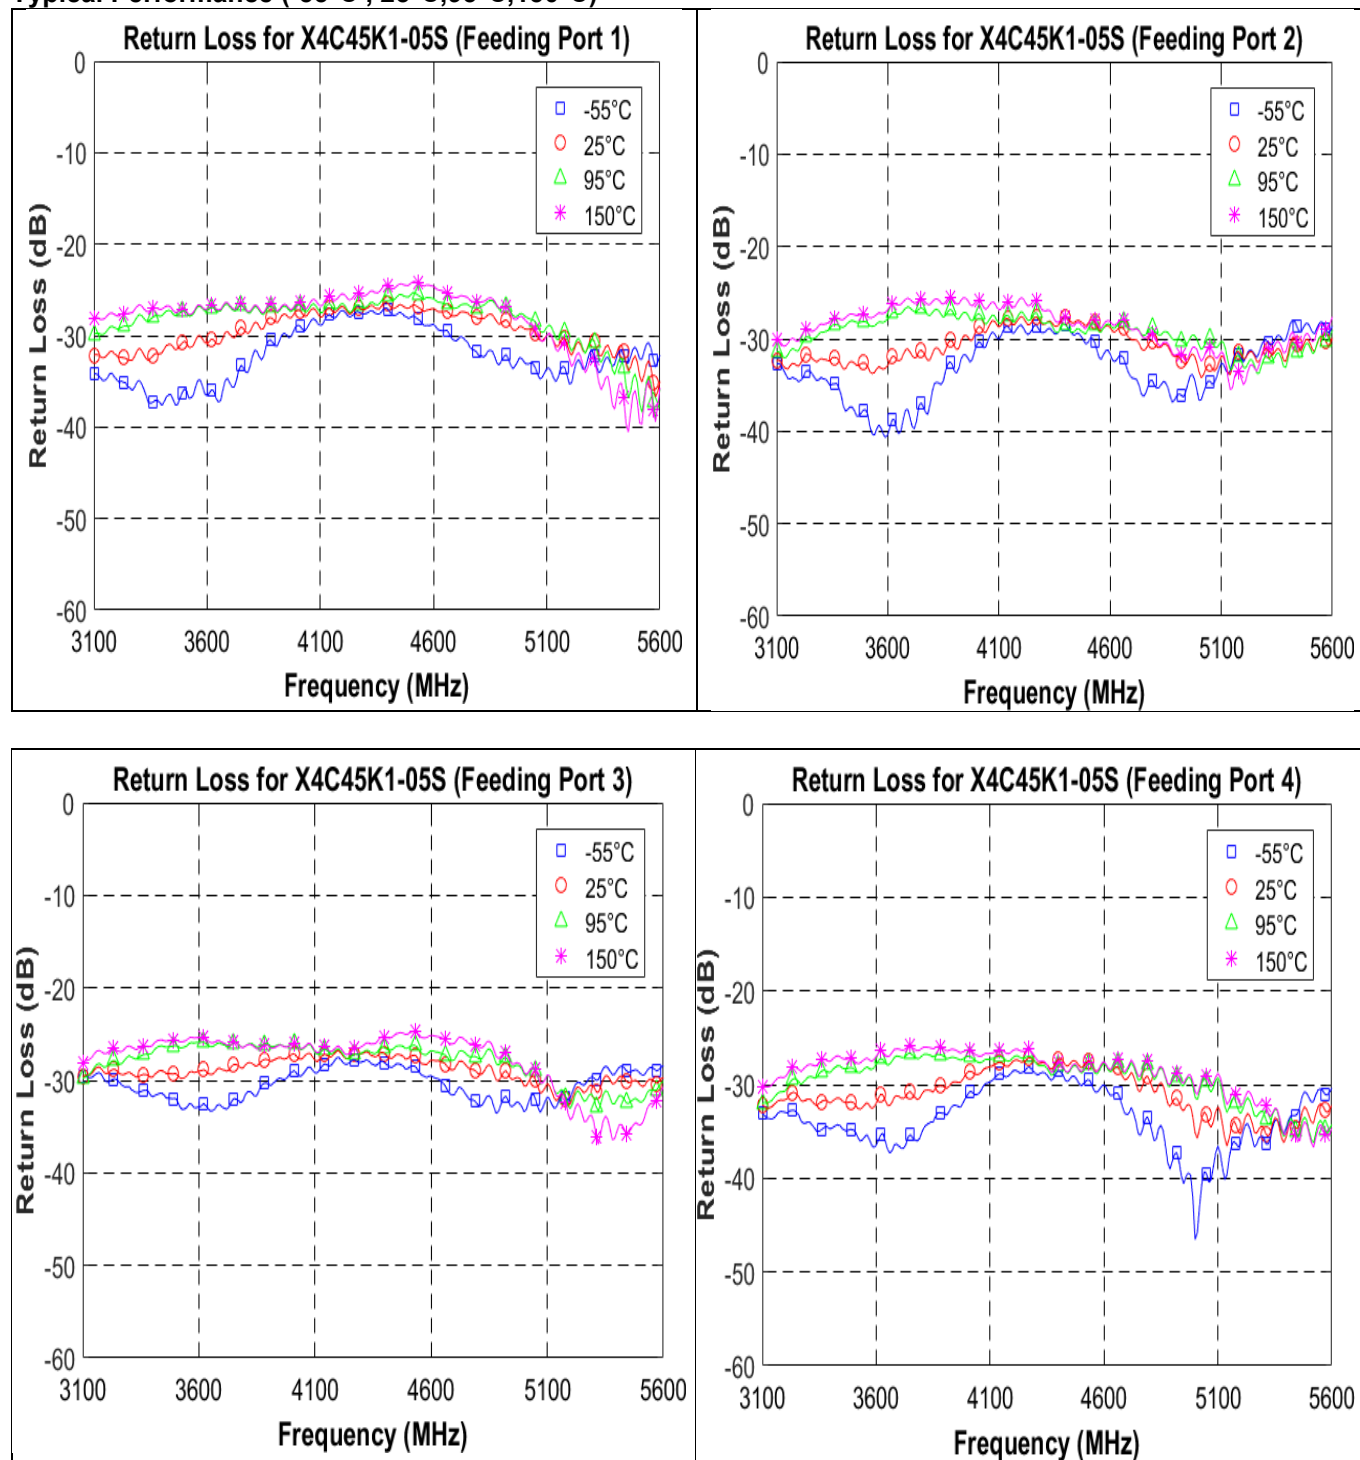 Return Loss for X4C45K1-05S (Feeding Port 1)
0
-10
-20
-30
-40
-50
-60
3100 3600 4100 4600 5100 5600
Frequency (MHz)
Return Loss (dB)
-55°C
25°C
95°C
150°C
Return Loss for X4C45K1-05S (Feeding Port 2)
0
-10
-20
-30
-40
-50
-60
3100 3600 4100 4600 5100 5600
Frequency (MHz)
Return Loss (dB)
-55°C
25°C
95°C
150°C
Return Loss for X4C45K1-05S (Feeding Port 3)
0
-10
-20
-30
-40
-50
-60
3100 3600 4100 4600 5100 5600
Frequency (MHz)
Return Loss (dB)
-55°C
25°C
95°C
150°C
Return Loss for X4C45K1-05S (Feeding Port 4)
0
-10
-20
-30
-40
-50
-60
3100 3600 4100 4600 5100 5600
Frequency (MHz)
Return Loss (dB)
-55°C
25°C
95°C
150°C